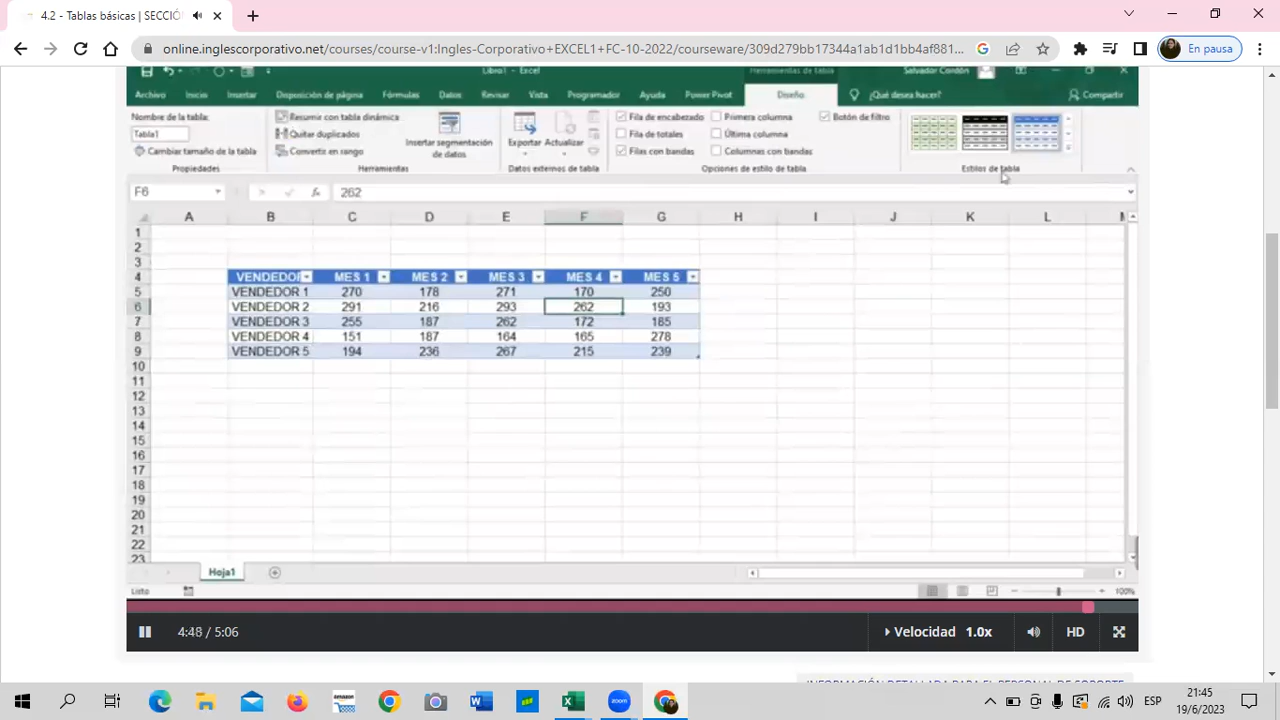 4.2 - Tablas básicas | SECCIÓ
En pausa
online.inglescorporativo.net/courses/course-v1:Ingles-Corporativo+EXCEL1+FC-10-2022/courseware/309d279bb17344a1ab1d1bb4af881...
Libro1 - Excel
Herramientas de tabla
Salvador Cordón
Archivo Inicio Insertar Disposición de página Fórmulas Datos Revisar Vista Programador Ayuda Power Pivot Diseño ¿Qué desea hacer? Compartir
Nombre de la tabla: Resumir con tabla dinámica Fila de encabezado Primera columna Botón de filtro
Tabla1 Quitar duplicados Insertar segmentación de datos Exportar Actualizar Fila de totales Última columna
Cambiar tamaño de la tabla Convertir en rango Filas con bandas Columnas con bandas
Propiedades Herramientas Datos externos de tabla Opciones de estilo de tabla Estilos de tabla
F6 fx 262
A B C D E F G H I J K L M
1
2
3
4 VENDEDOR MES 1 MES 2 MES 3 MES 4 MES 5
5 VENDEDOR 1 270 178 271 170 250
6 VENDEDOR 2 291 216 293 262 193
7 VENDEDOR 3 255 187 262 172 185
8 VENDEDOR 4 151 187 164 165 278
9 VENDEDOR 5 194 236 267 215 239
10
11
12
13
14
15
16
17
18
19
20
21
22
23
Hoja1
Listo 100%
4:48 / 5:06 Velocidad 1.0x HD
INFORMACIÓN DETALLADA PARA EL PERSONAL DE SOPORTE
amazon
zoom
ESP
21:45
19/6/2023